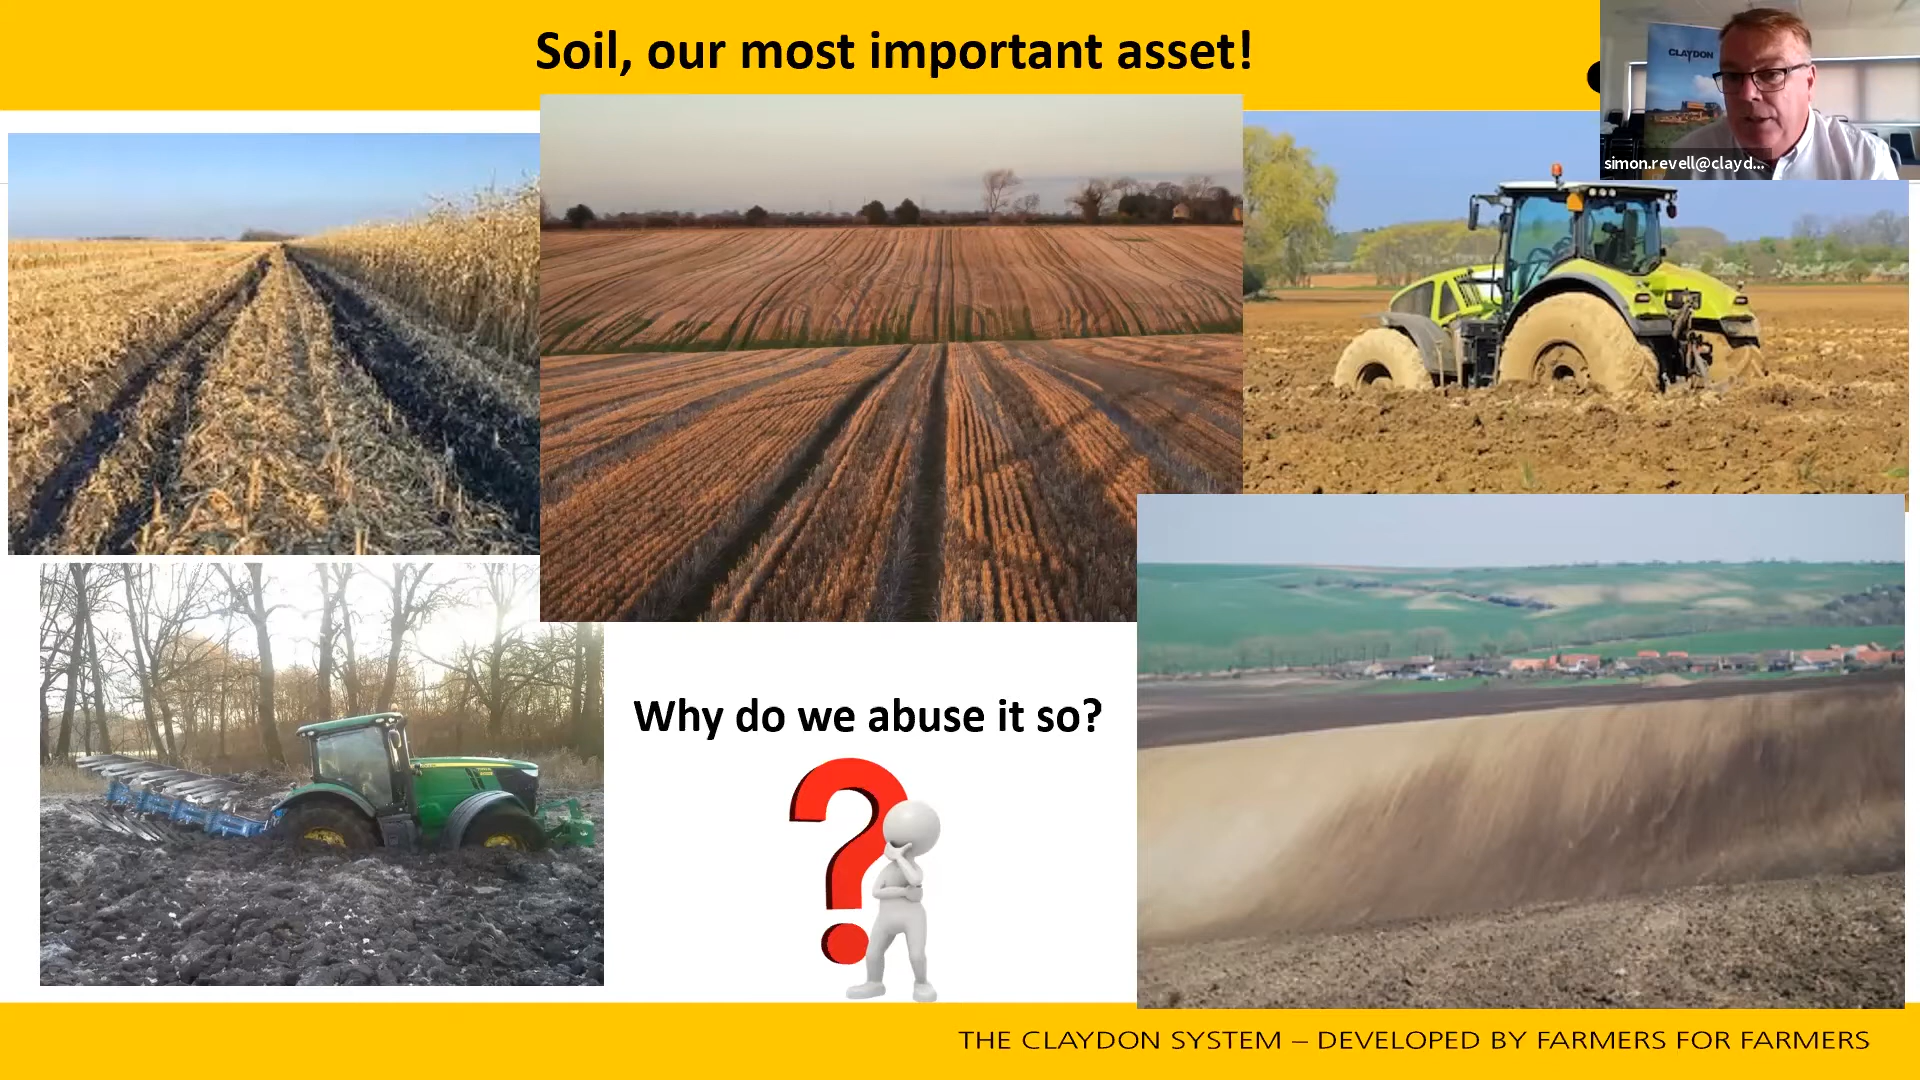 Soil, our most important asset!
CLAYDON
simon.revell@clayd...
Why do we abuse it so?
?
THE CLAYDON SYSTEM – DEVELOPED BY FARMERS FOR FARMERS